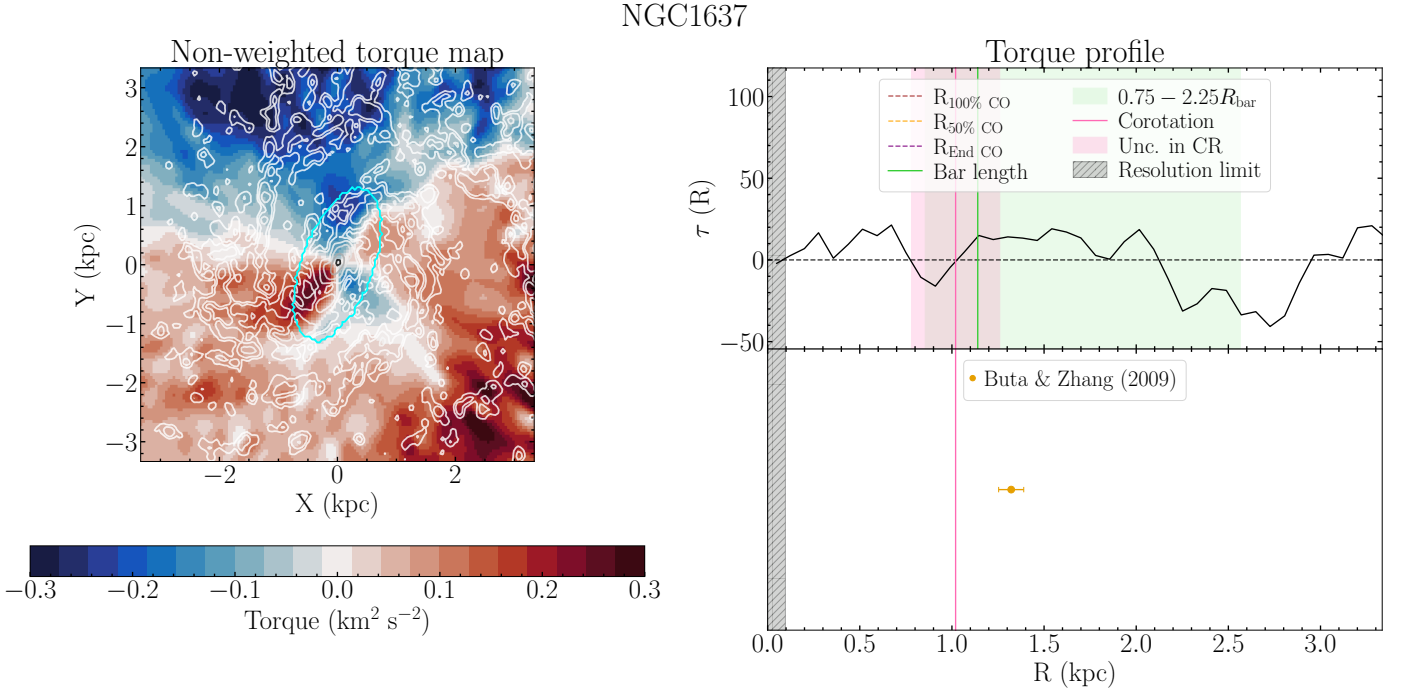 NGC1637
Non-weighted torque map
3
2
1
0
−1
−2
−3
Y (kpc)
−2 0 2
X (kpc)
−0.3 −0.2 −0.1 0.0 0.1 0.2 0.3
Torque (km² s⁻²)
Torque profile
100
50
0
−50
τ (R)
R100% CO
R50% CO
REnd CO
Bar length
0.75 − 2.25Rbar
Corotation
Unc. in CR
Resolution limit
Buta & Zhang (2009)
0.0 0.5 1.0 1.5 2.0 2.5 3.0
R (kpc)